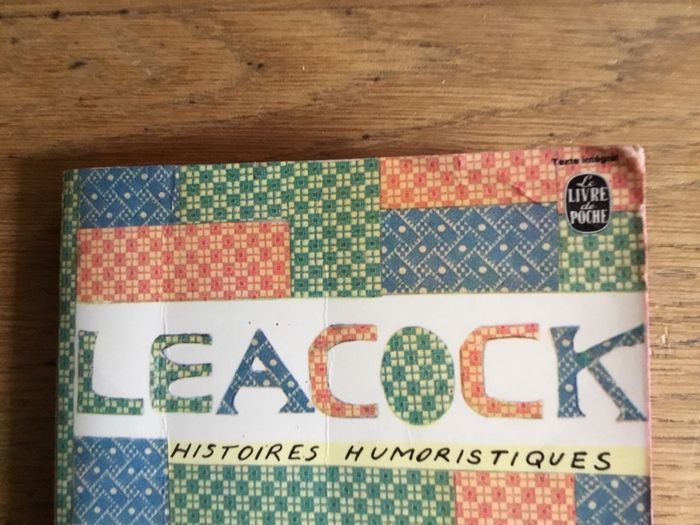 Texte intégral
Le
LIVRE
de
POCHE
LEACOCK
HISTOIRES HUMORISTIQUES